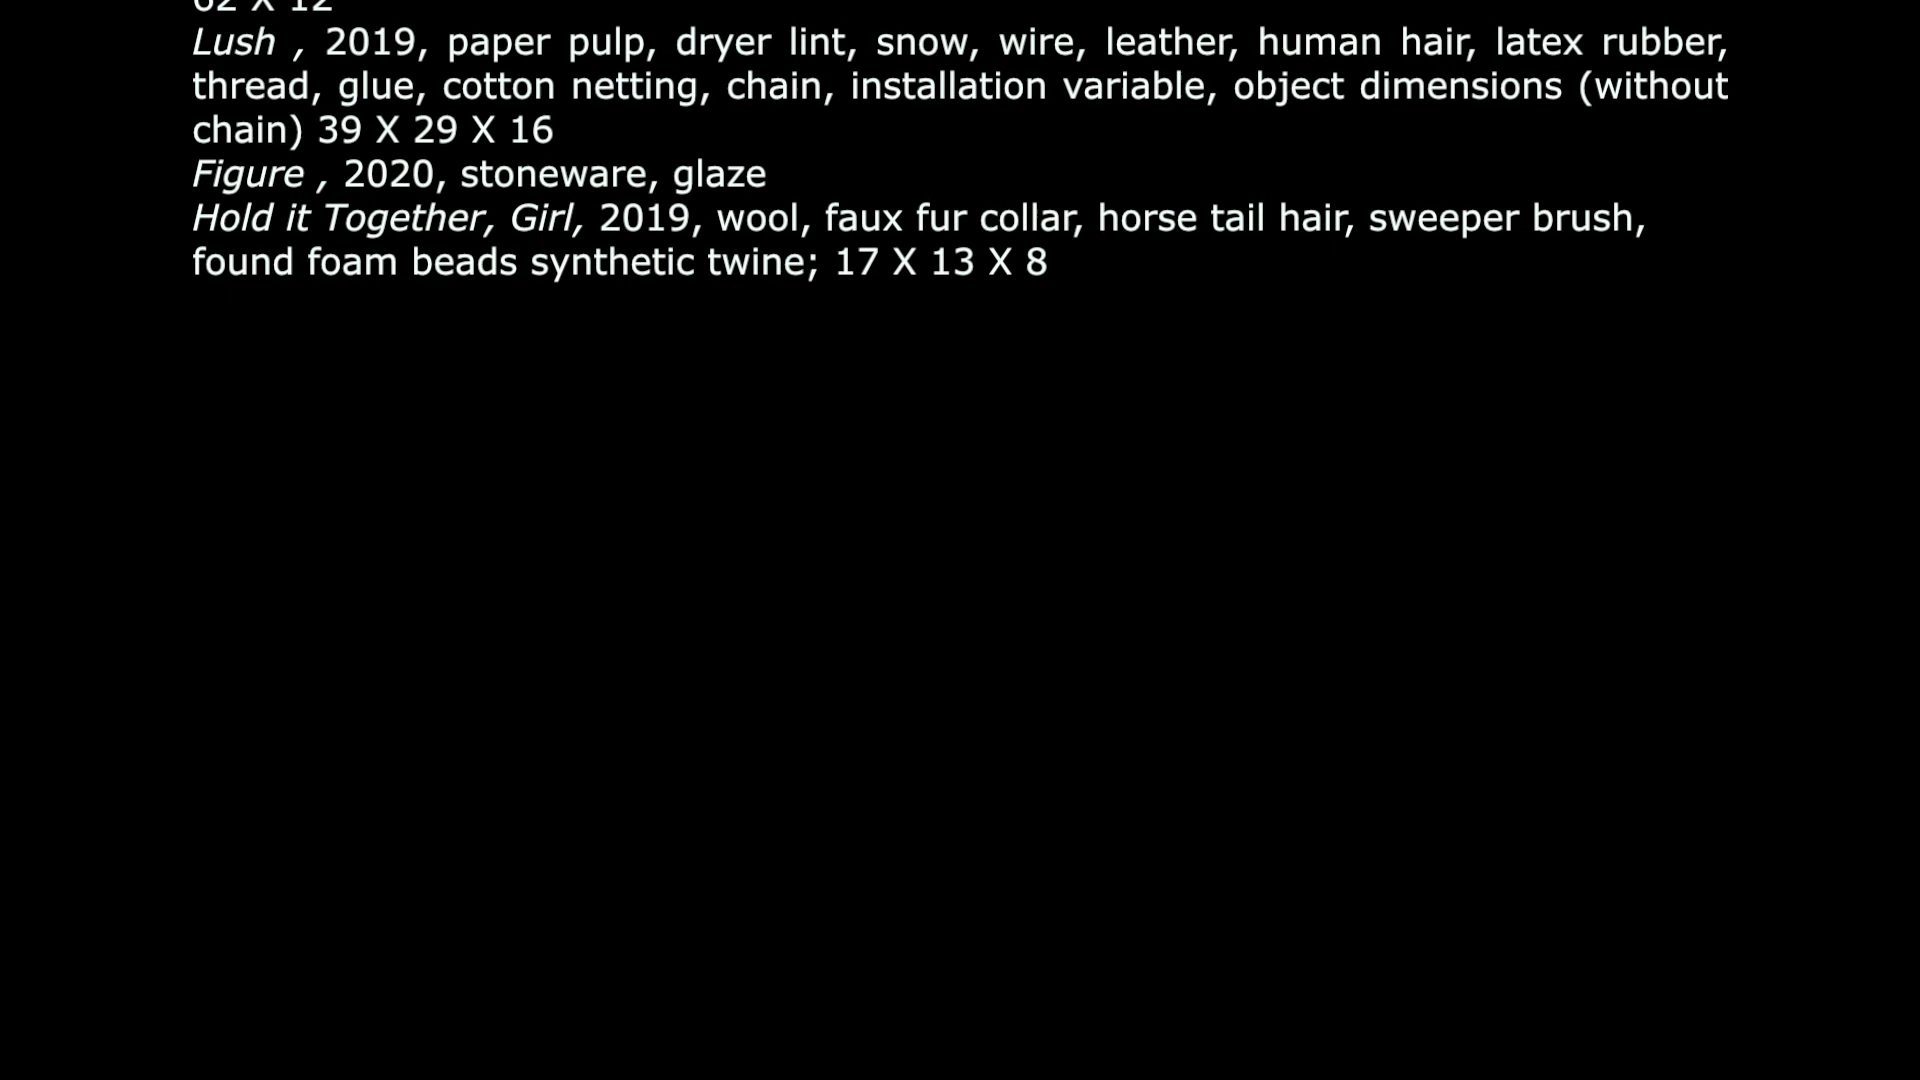 62 X 12
Lush , 2019, paper pulp, dryer lint, snow, wire, leather, human hair, latex rubber,
thread, glue, cotton netting, chain, installation variable, object dimensions (without
chain) 39 X 29 X 16
Figure , 2020, stoneware, glaze
Hold it Together, Girl, 2019, wool, faux fur collar, horse tail hair, sweeper brush,
found foam beads synthetic twine; 17 X 13 X 8